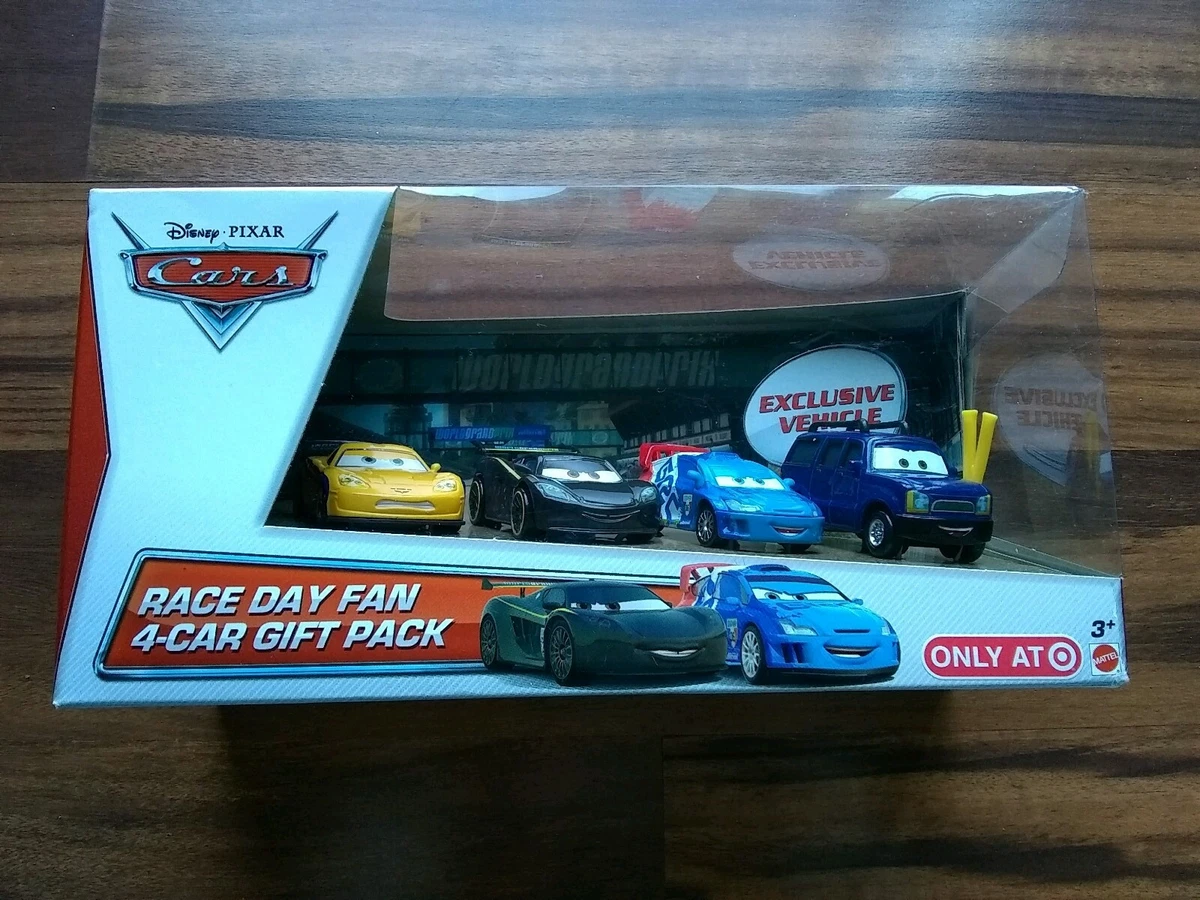 Disney · PIXAR
Cars
WORLDGRANDPRIX
EXCLUSIVE
VEHICLE
RACE DAY FAN
4-CAR GIFT PACK
ONLY AT
3+
MATTEL